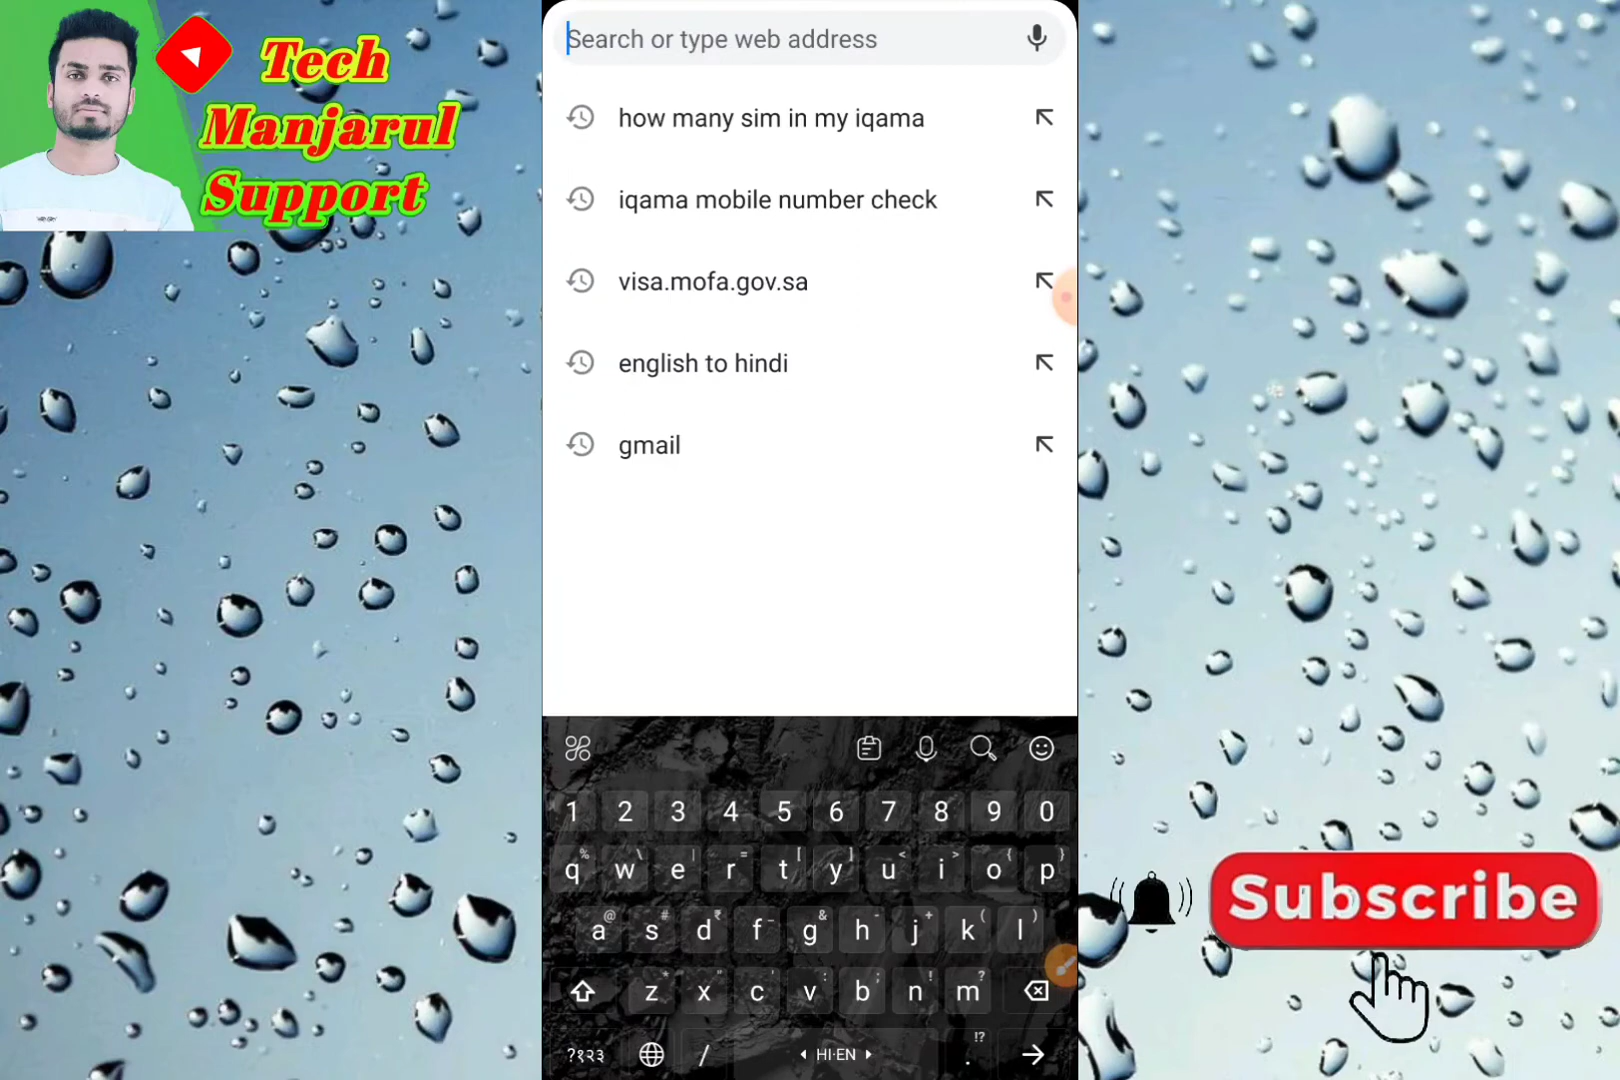 Tech
Manjarul
Support
Search or type web address
how many sim in my iqama
iqama mobile number check
visa.mofa.gov.sa
english to hindi
gmail
1 2 3 4 5 6 7 8 9 0
q w e r t y u i o p
a s d f g h j k l
z x c v b n m
?१२३ / HI·EN .
Subscribe